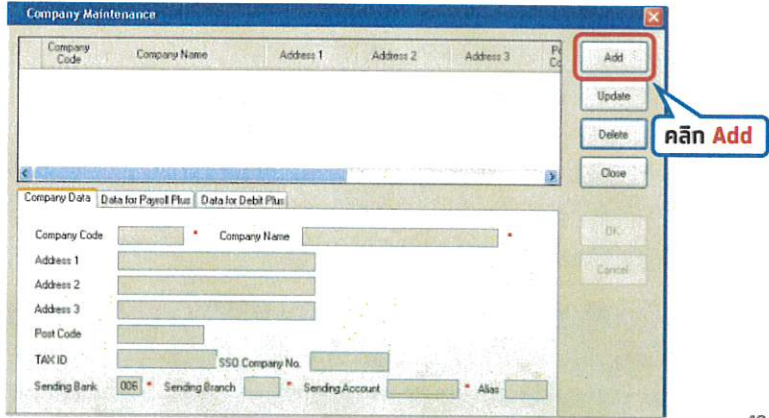 Company Maintenance
Company Code
Company Name
Address 1
Address 2
Address 3
Add
Update
Delete
Close
คลิก Add
Company Data
Data for Payroll Plus
Data for Debit Plus
Company Code * Company Name *
Address 1
Address 2
Address 3
Post Code
TAX ID
SSO Company No.
Sending Bank 006 * Sending Branch * Sending Account * Alias
OK
Cancel